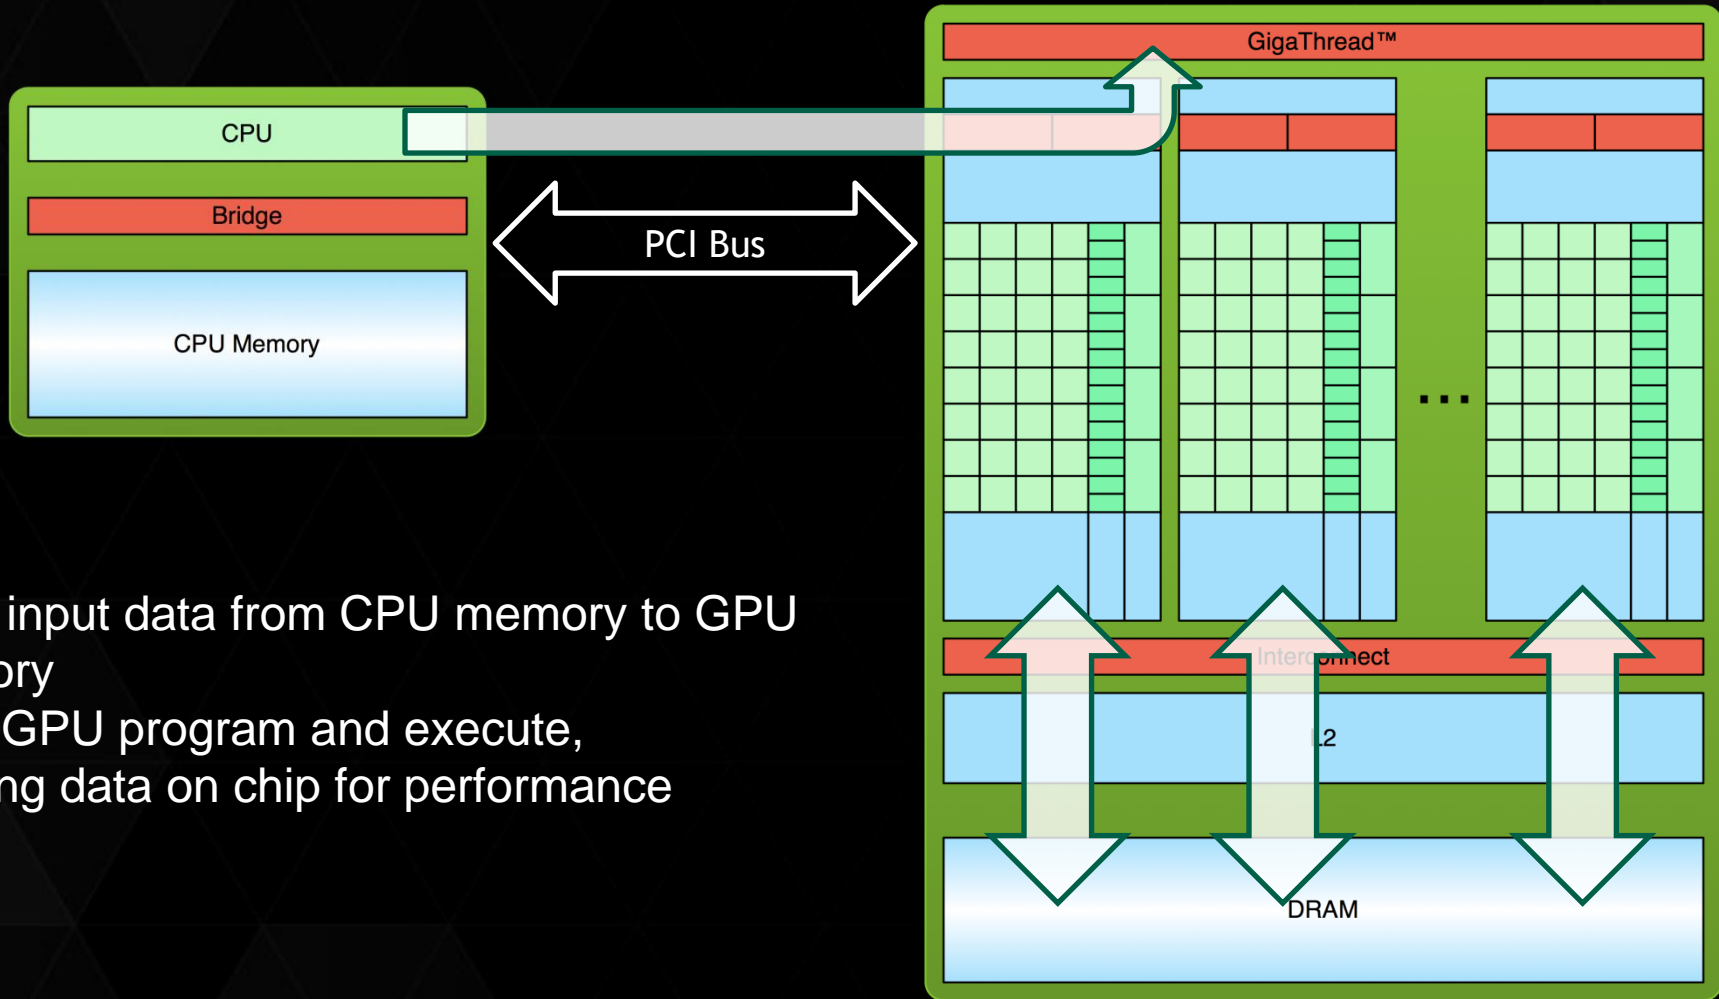 GigaThread™
CPU
Bridge
PCI Bus
CPU Memory
...
input data from CPU memory to GPU
ory
GPU program and execute,
ng data on chip for performance
Interconnect
L2
DRAM